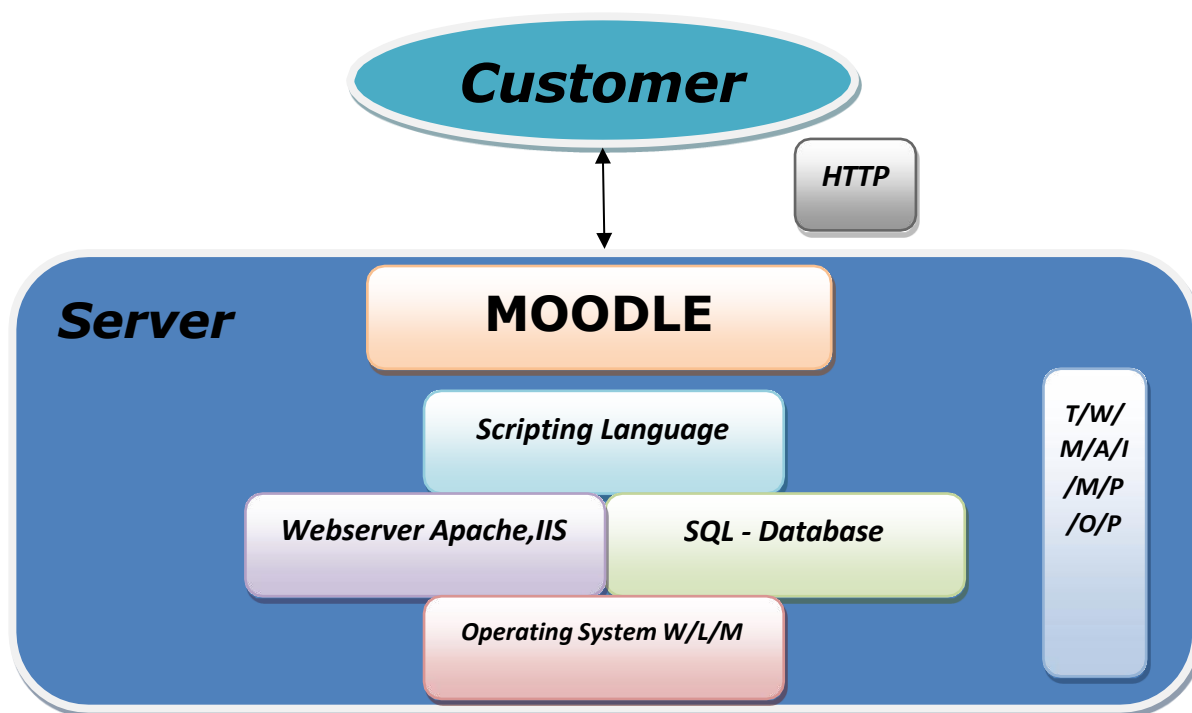 Customer
HTTP
Server
MOODLE
Scripting Language
T/W/
M/A/I
/M/P
/O/P
Webserver Apache,IIS
SQL - Database
Operating System W/L/M